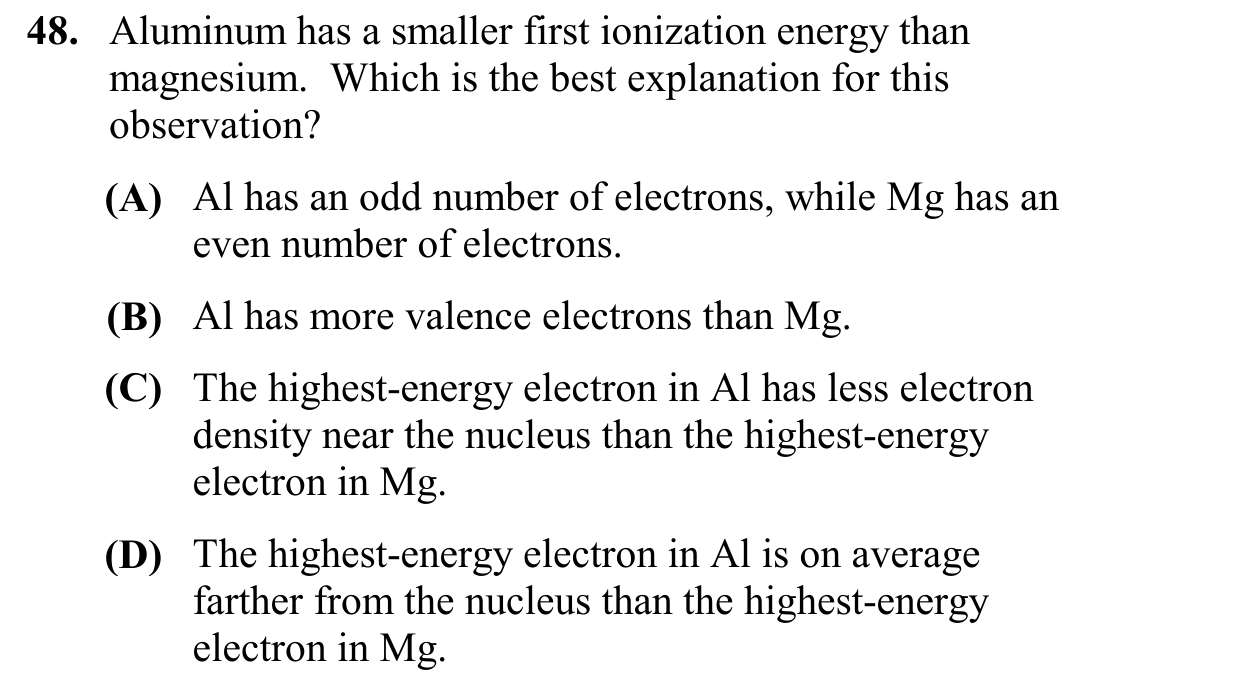 48. Aluminum has a smaller first ionization energy than
magnesium. Which is the best explanation for this
observation?
(A) Al has an odd number of electrons, while Mg has an
even number of electrons.
(B) Al has more valence electrons than Mg.
(C) The highest-energy electron in Al has less electron
density near the nucleus than the highest-energy
electron in Mg.
(D) The highest-energy electron in Al is on average
farther from the nucleus than the highest-energy
electron in Mg.